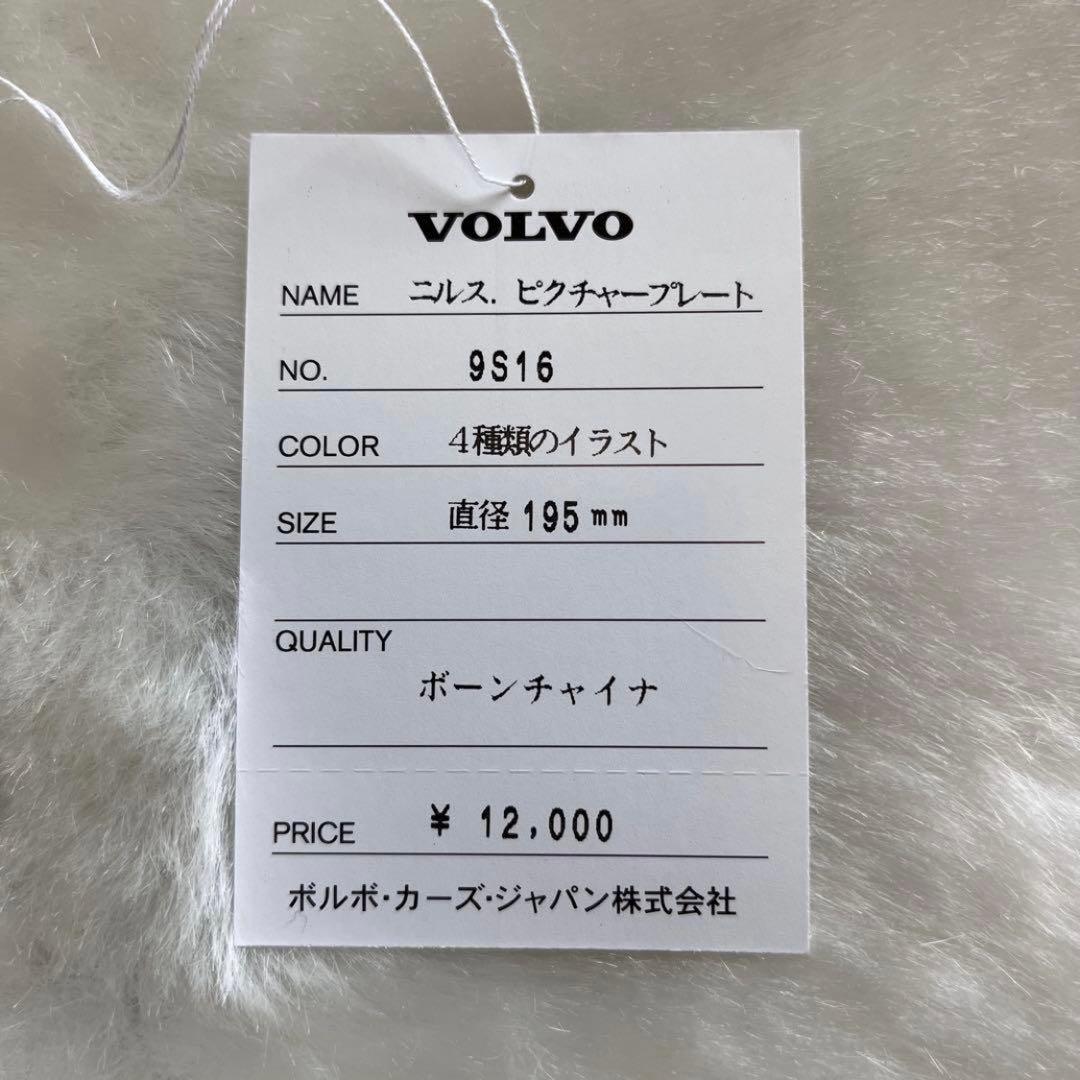 VOLVO
NAME ニルス. ピクチャープレート
NO. 9S16
COLOR 4種類のイラスト
SIZE 直径 195 mm
QUALITY
ボーンチャイナ
PRICE ¥ 12,000
ボルボ・カーズ・ジャパン株式会社